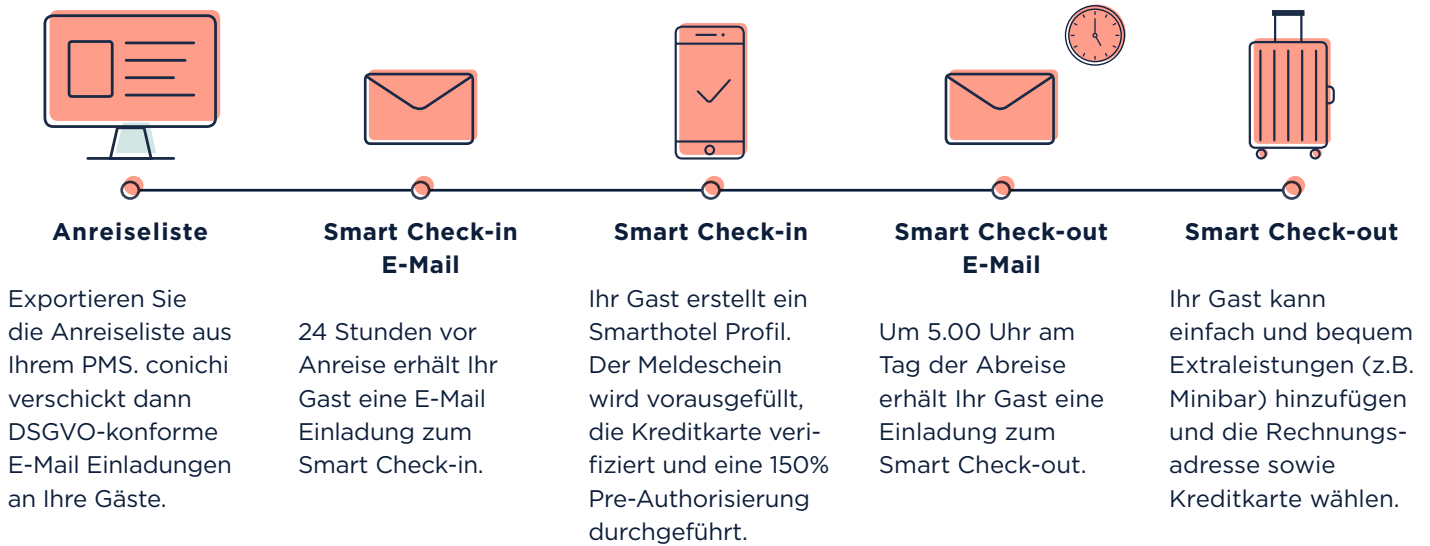 Anreiseliste
Exportieren Sie
die Anreiseliste aus
Ihrem PMS. conichi
verschickt dann
DSGVO-konforme
E-Mail Einladungen
an Ihre Gäste.
Smart Check-in
E-Mail
24 Stunden vor
Anreise erhält Ihr
Gast eine E-Mail
Einladung zum
Smart Check-in.
Smart Check-in
Ihr Gast erstellt ein
Smarthotel Profil.
Der Meldeschein
wird vorausgefüllt,
die Kreditkarte veri-
fiziert und eine 150%
Pre-Authorisierung
durchgeführt.
Smart Check-out
E-Mail
Um 5.00 Uhr am
Tag der Abreise
erhält Ihr Gast eine
Einladung zum
Smart Check-out.
Smart Check-out
Ihr Gast kann
einfach und bequem
Extraleistungen (z.B.
Minibar) hinzufügen
und die Rechnungs-
adresse sowie
Kreditkarte wählen.